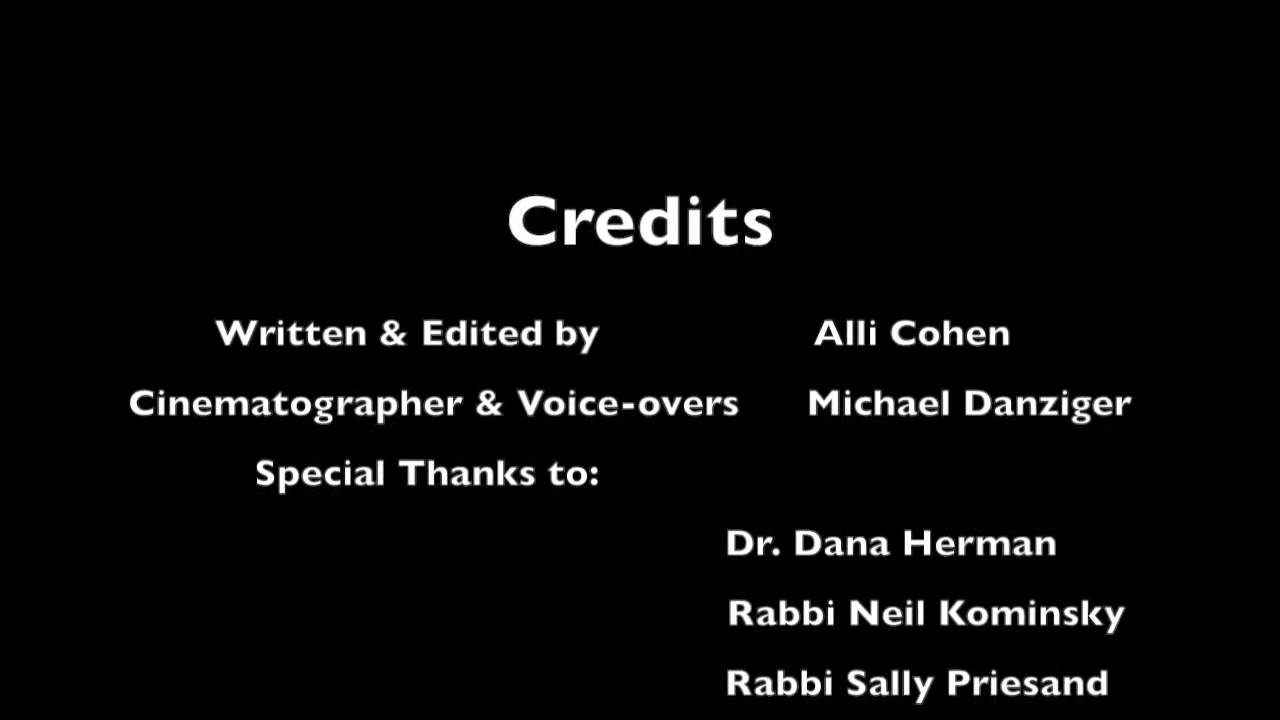 Credits
Written & Edited by Alli Cohen
Cinematographer & Voice-overs Michael Danziger
Special Thanks to:
Dr. Dana Herman
Rabbi Neil Kominsky
Rabbi Sally Priesand